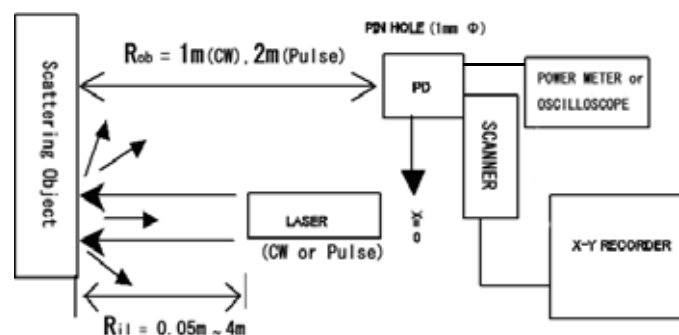 PIN HOLE (1mm Φ)
Rob = 1m(CW), 2m(Pulse)
Scattering Object
PD
POWER METER or
OSCILLOSCOPE
SCANNER
LASER
(CW or Pulse)
X=0
X-Y RECORDER
Ril = 0.05m ~ 4m